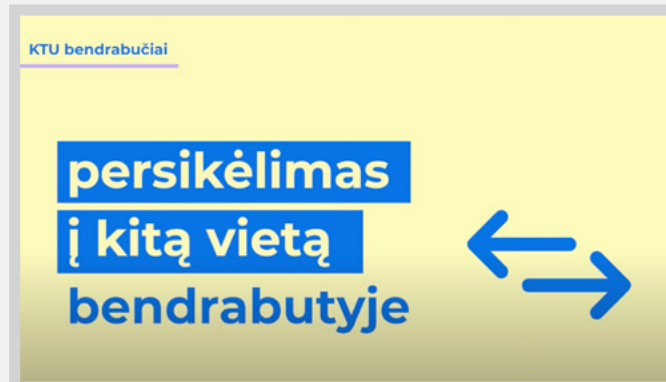 KTU bendrabučiai
persikėlimas
į kitą vietą
bendrabutyje